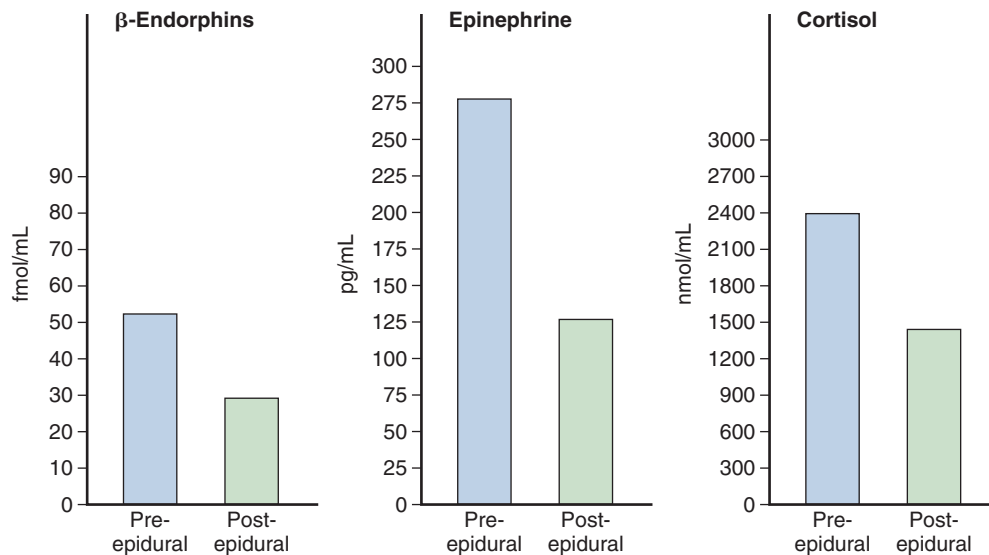 β-Endorphins
fmol/mL
90
80
70
60
50
40
30
20
10
0
Pre-
epidural
Post-
epidural
Epinephrine
pg/mL
300
275
250
225
200
175
150
125
100
75
50
25
0
Pre-
epidural
Post-
epidural
Cortisol
nmol/mL
3000
2700
2400
2100
1800
1500
1200
900
600
300
0
Pre-
epidural
Post-
epidural